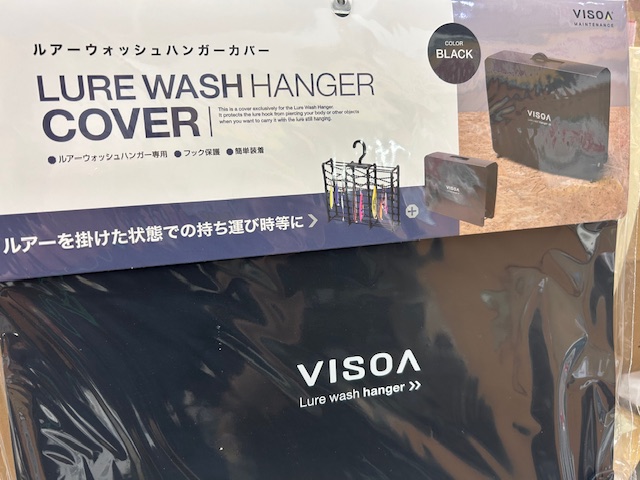 VISOA
MAINTENANCE
ルアーウォッシュハンガーカバー
COLOR
BLACK
LURE WASH HANGER
COVER
This is a cover exclusively for the Lure Wash Hanger.
It protects the lure hook from piercing your body or other objects
when you want to carry it with the lure still hanging.
●ルアーウォッシュハンガー専用 ●フック保護 ●簡単装着
VISOA
VISOA
+
ルアーを掛けた状態での持ち運び時等に
VISOA
Lure wash hanger